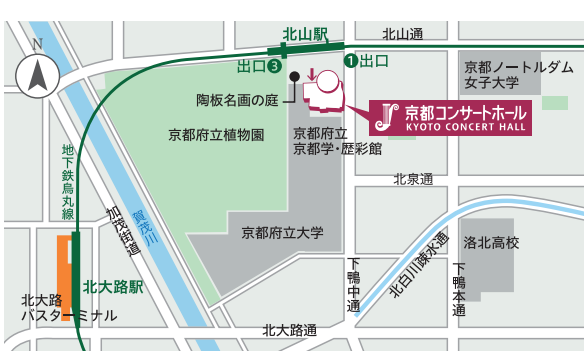 N
北山駅
北山通
出口❸
❶出口
京都ノートルダム
女子大学
陶板名画の庭
京都コンサートホール
KYOTO CONCERT HALL
京都府立植物園
京都府立
京都学・歴彩館
地下鉄烏丸線
北泉通
加茂街道
賀茂川
京都府立大学
洛北高校
北白川疎水通
下鴨中通
下鴨本通
北大路駅
北大路
バスターミナル
北大路通